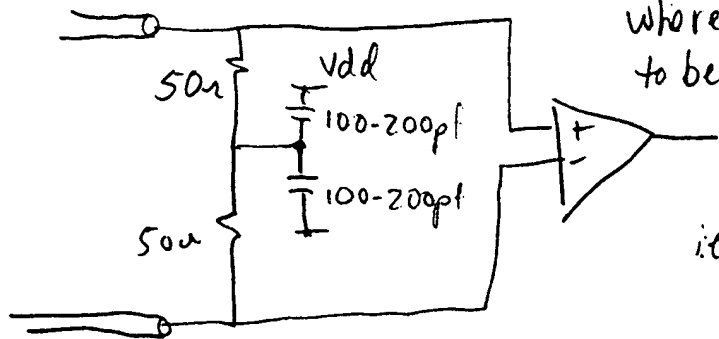 where
to be
50Ω
Vdd
100-200pf
100-200pf
50Ω
+
-
it